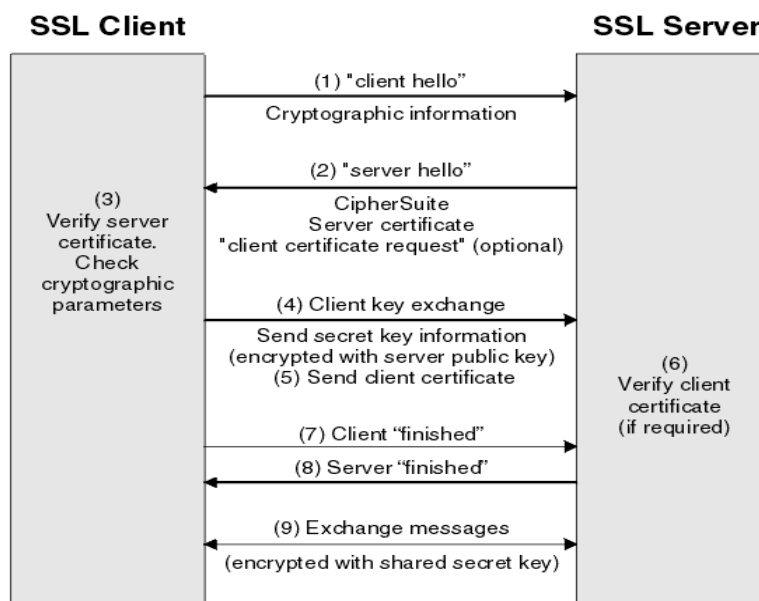 SSL Client
SSL Server
(1) "client hello”
Cryptographic information
(2) "server hello”
CipherSuite
Server certificate
"client certificate request" (optional)
(3)
Verify server
certificate.
Check
cryptographic
parameters
(4) Client key exchange
Send secret key information
(encrypted with server public key)
(5) Send client certificate
(6)
Verify client
certificate
(if required)
(7) Client “finished”
(8) Server “finished”
(9) Exchange messages
(encrypted with shared secret key)